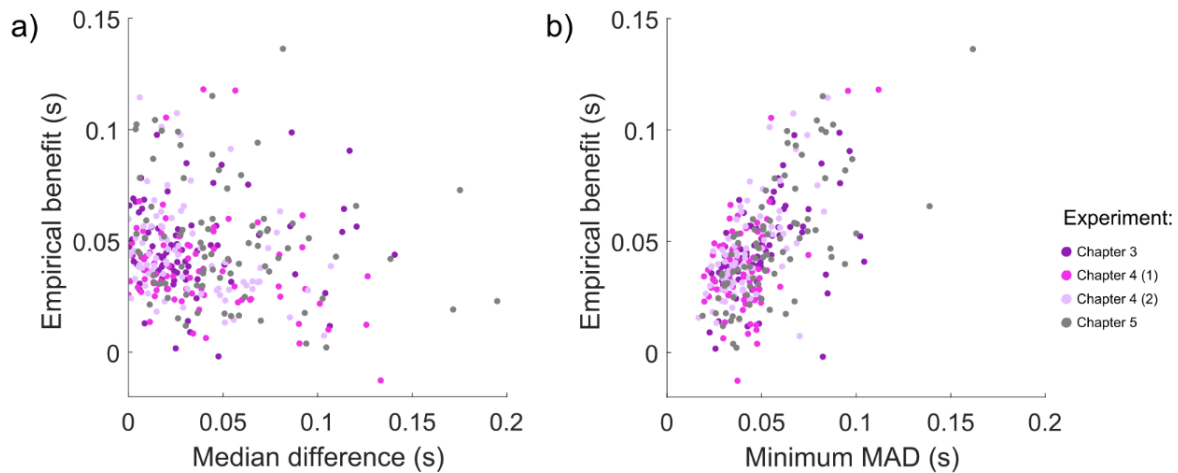 a)
Empirical benefit (s)
0.15
0.1
0.05
0
0 0.05 0.1 0.15 0.2
Median difference (s)
b)
Empirical benefit (s)
0.15
0.1
0.05
0
0 0.05 0.1 0.15 0.2
Minimum MAD (s)
Experiment:
Chapter 3
Chapter 4 (1)
Chapter 4 (2)
Chapter 5